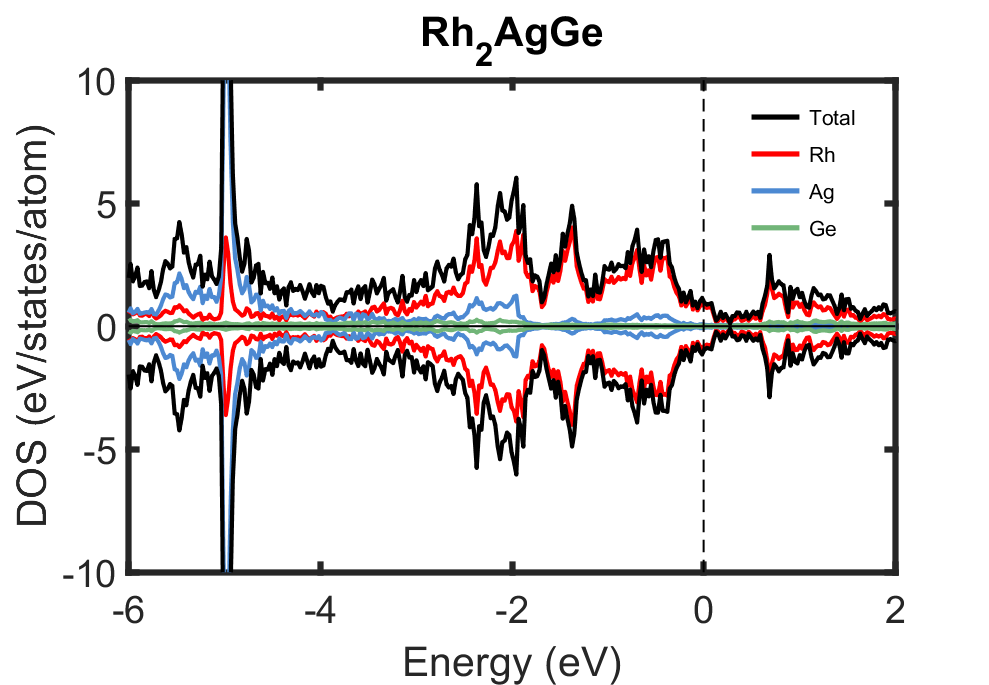 Rh₂AgGe
DOS (eV/states/atom)
10
5
0
-5
-10
Total
Rh
Ag
Ge
-6 -4 -2 0 2
Energy (eV)